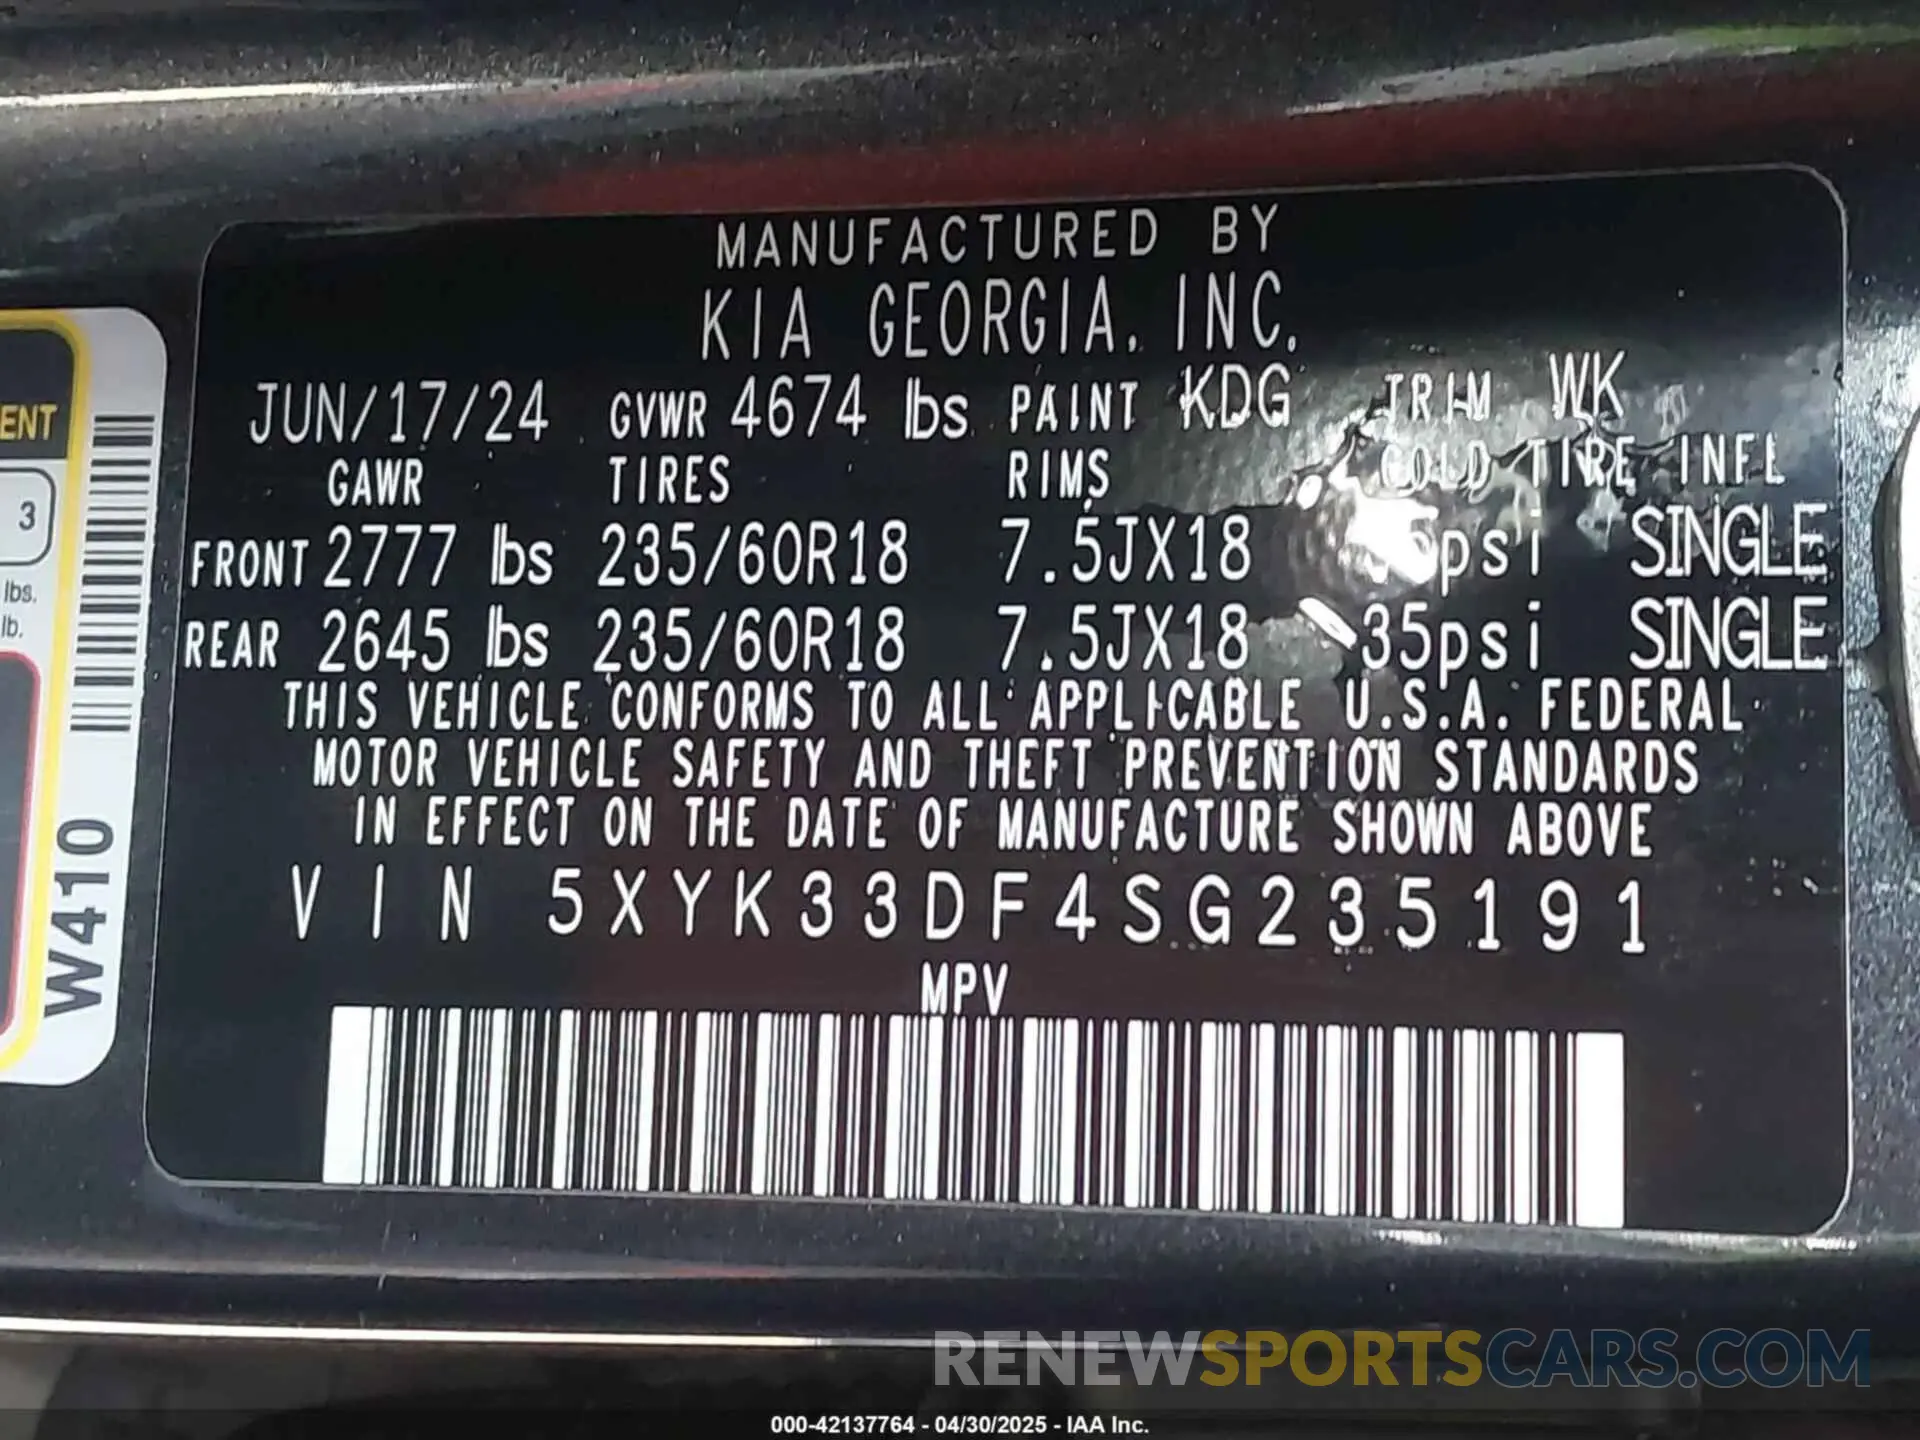 MANUFACTURED BY
KIA GEORGIA, INC.
JUN/17/24 GVWR 4674 lbs PAINT KDG TRIM WK
GAWR TIRES RIMS COLD TIRE INFL
FRONT 2777 lbs 235/60R18 7.5JX18 psi SINGLE
REAR 2645 lbs 235/60R18 7.5JX18 35psi SINGLE
THIS VEHICLE CONFORMS TO ALL APPLICABLE U.S.A. FEDERAL
MOTOR VEHICLE SAFETY AND THEFT PREVENTION STANDARDS
IN EFFECT ON THE DATE OF MANUFACTURE SHOWN ABOVE
VIN 5XYK33DF4SG235191
MPV
ENT
3
lbs.
lb.
W410
RENEWSPORTSCARS.COM
000-42137764 - 04/30/2025 - IAA Inc.